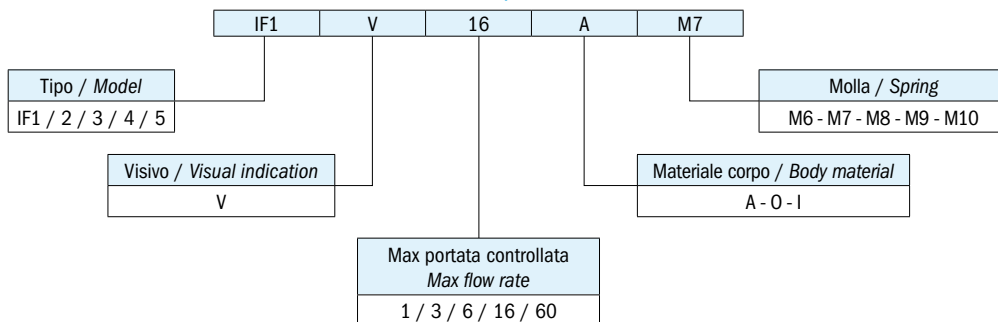 IF1 V 16 A M7
Tipo / Model
IF1 / 2 / 3 / 4 / 5
Molla / Spring
M6 - M7 - M8 - M9 - M10
Visivo / Visual indication
V
Materiale corpo / Body material
A - O - I
Max portata controllata
Max flow rate
1 / 3 / 6 / 16 / 60